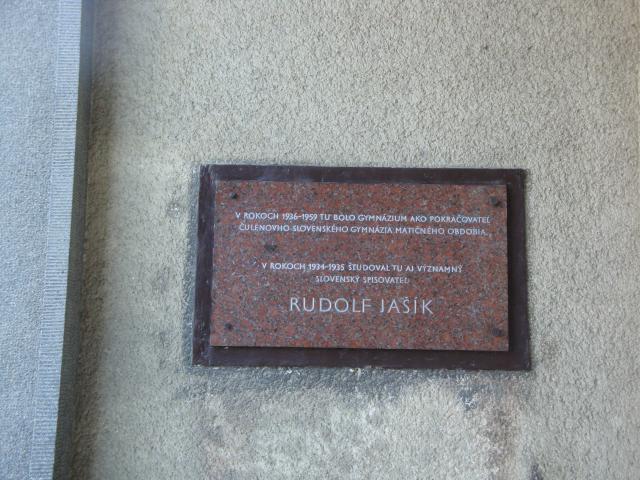 V ROKOCH 1936-1959 TU BOLO GYMNÁZIUM AKO POKRAČOVATEĽ
ČULENOVHO SLOVENSKÉHO GYMNÁZIA MATIČNÉHO OBDOBIA.
V ROKOCH 1934-1935 ŠTUDOVAL TU AJ VÝZNAMNÝ
SLOVENSKÝ SPISOVATEĽ
RUDOLF JAŠÍK